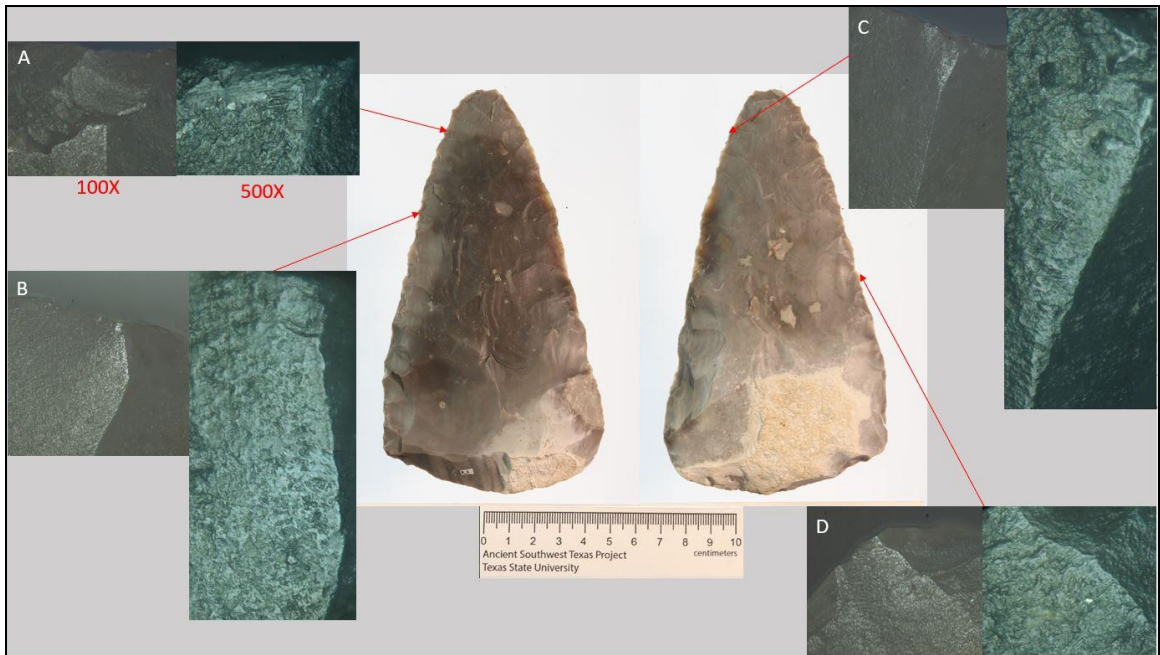 A
C
100X
500X
B
0 1 2 3 4 5 6 7 8 9 10
centimeters
Ancient Southwest Texas Project
Texas State University
D